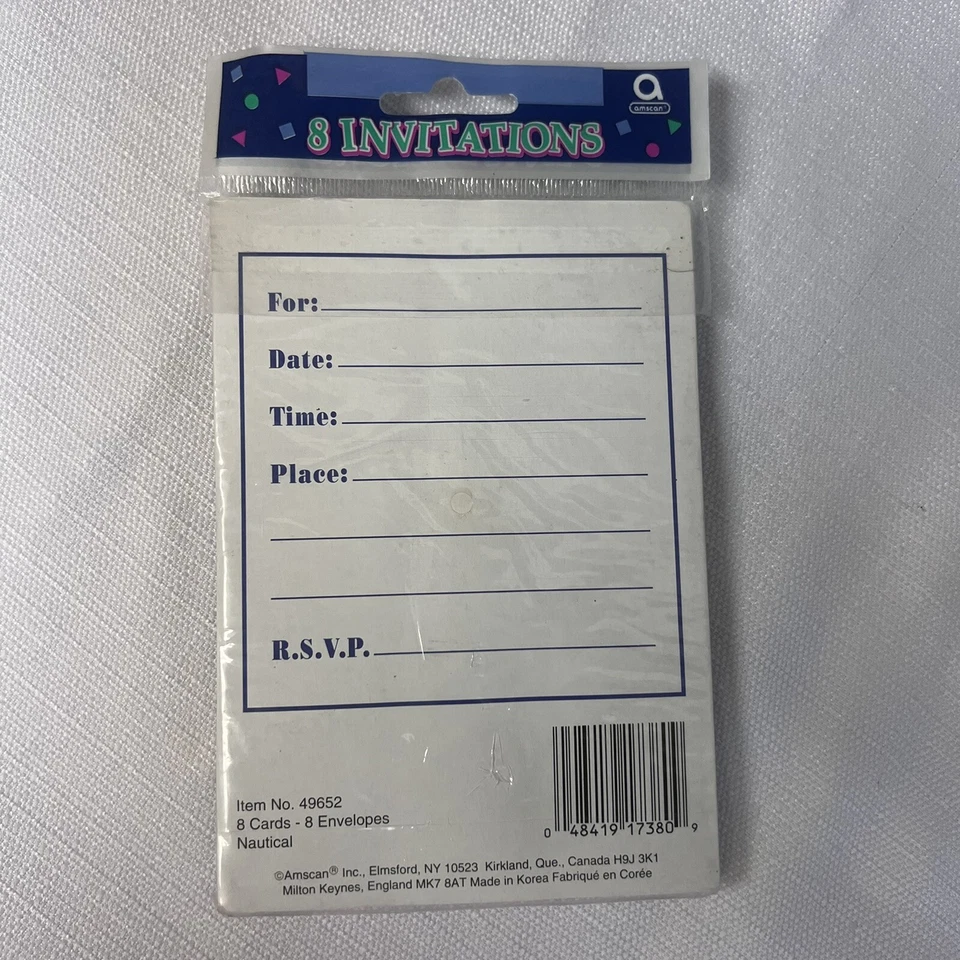 a
amscan
8 INVITATIONS
For:
Date:
Time:
Place:
R.S.V.P.
Item No. 49652
8 Cards - 8 Envelopes
Nautical
0 48419 17380 9
©Amscan® Inc., Elmsford, NY 10523 Kirkland, Que., Canada H9J 3K1
Milton Keynes, England MK7 8AT Made in Korea Fabriqué en Corée